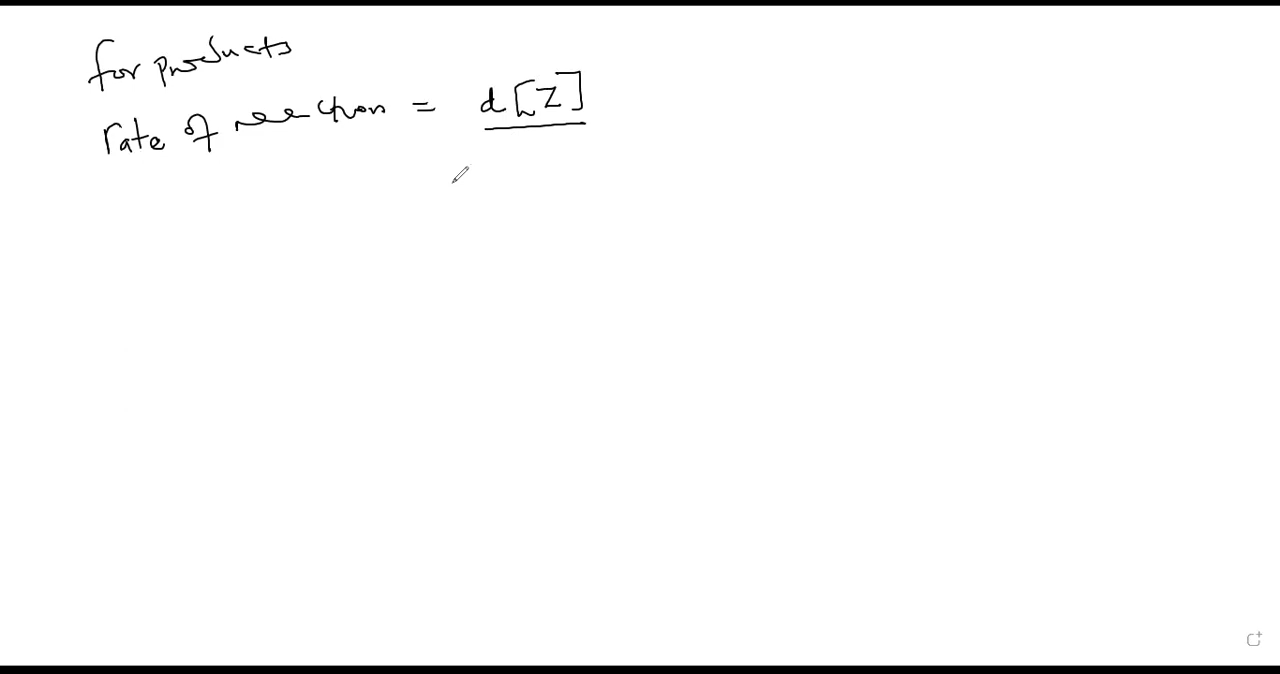 for products
rate of reaction = d[Z]